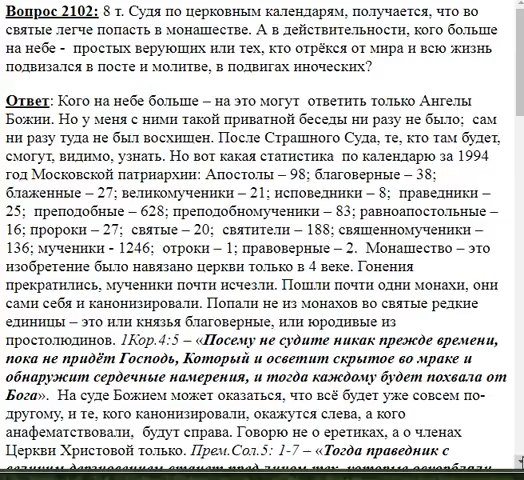 Вопрос 2102: 8 т. Судя по церковным календарям, получается, что во
святые легче попасть в монашестве. А в действительности, кого больше
на небе - простых верующих или тех, кто отрёкся от мира и всю жизнь
подвизался в посте и молитве, в подвигах иноческих?
Ответ: Кого на небе больше – на это могут ответить только Ангелы
Божии. Но у меня с ними такой приватной беседы ни разу не было; сам
ни разу туда не был восхищен. После Страшного Суда, те, кто там будет,
смогут, видимо, узнать. Но вот какая статистика по календарю за 1994
год Московской патриархии: Апостолы – 98; благоверные – 38;
блаженные – 27; великомученики – 21; исповедники – 8; праведники –
25; преподобные – 628; преподобномученики – 83; равноапостольные –
16; пророки – 27; святые – 20; святители – 188; священномученики –
136; мученики - 1246; отроки – 1; правоверные – 2. Монашество – это
изобретение было навязано церкви только в 4 веке. Гонения
прекратились, мученики почти исчезли. Пошли почти одни монахи, они
сами себя и канонизировали. Попали не из монахов во святые редкие
единицы – это или князья благоверные, или юродивые из
простолюдинов. 1Кор.4:5 – «Посему не судите никак прежде времени,
пока не придёт Господь, Который и осветит скрытое во мраке и
обнаружит сердечные намерения, и тогда каждому будет похвала от
Бога». На суде Божием может оказаться, что всё будет уже совсем по-
другому, и те, кого канонизировали, окажутся слева, а кого
анафематствовали, будут справа. Говорю не о еретиках, а о членах
Церкви Христовой только. Прем.Сол.5: 1-7 – «Тогда праведник с
великим дерзновением станет пред лицем тех, которые оскорбляли